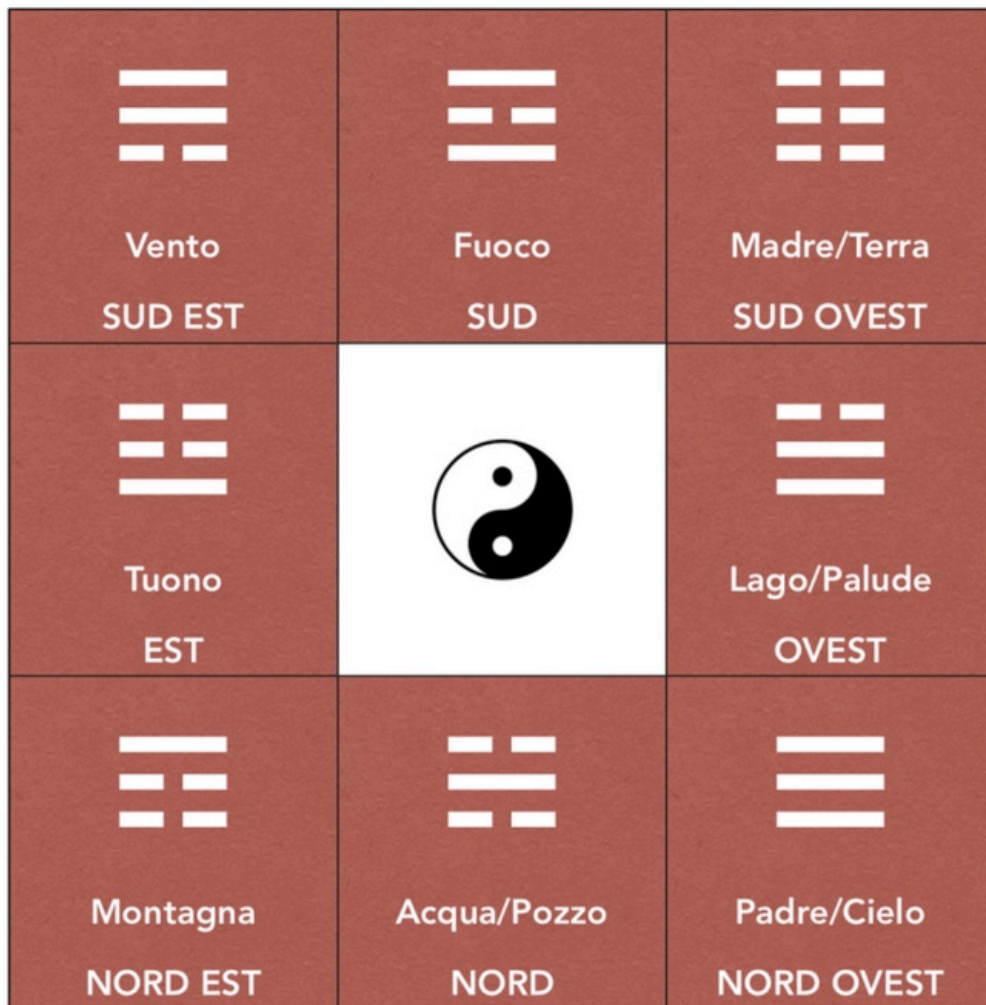 Vento
SUD EST
Fuoco
SUD
Madre/Terra
SUD OVEST
Tuono
EST
Lago/Palude
OVEST
Montagna
NORD EST
Acqua/Pozzo
NORD
Padre/Cielo
NORD OVEST